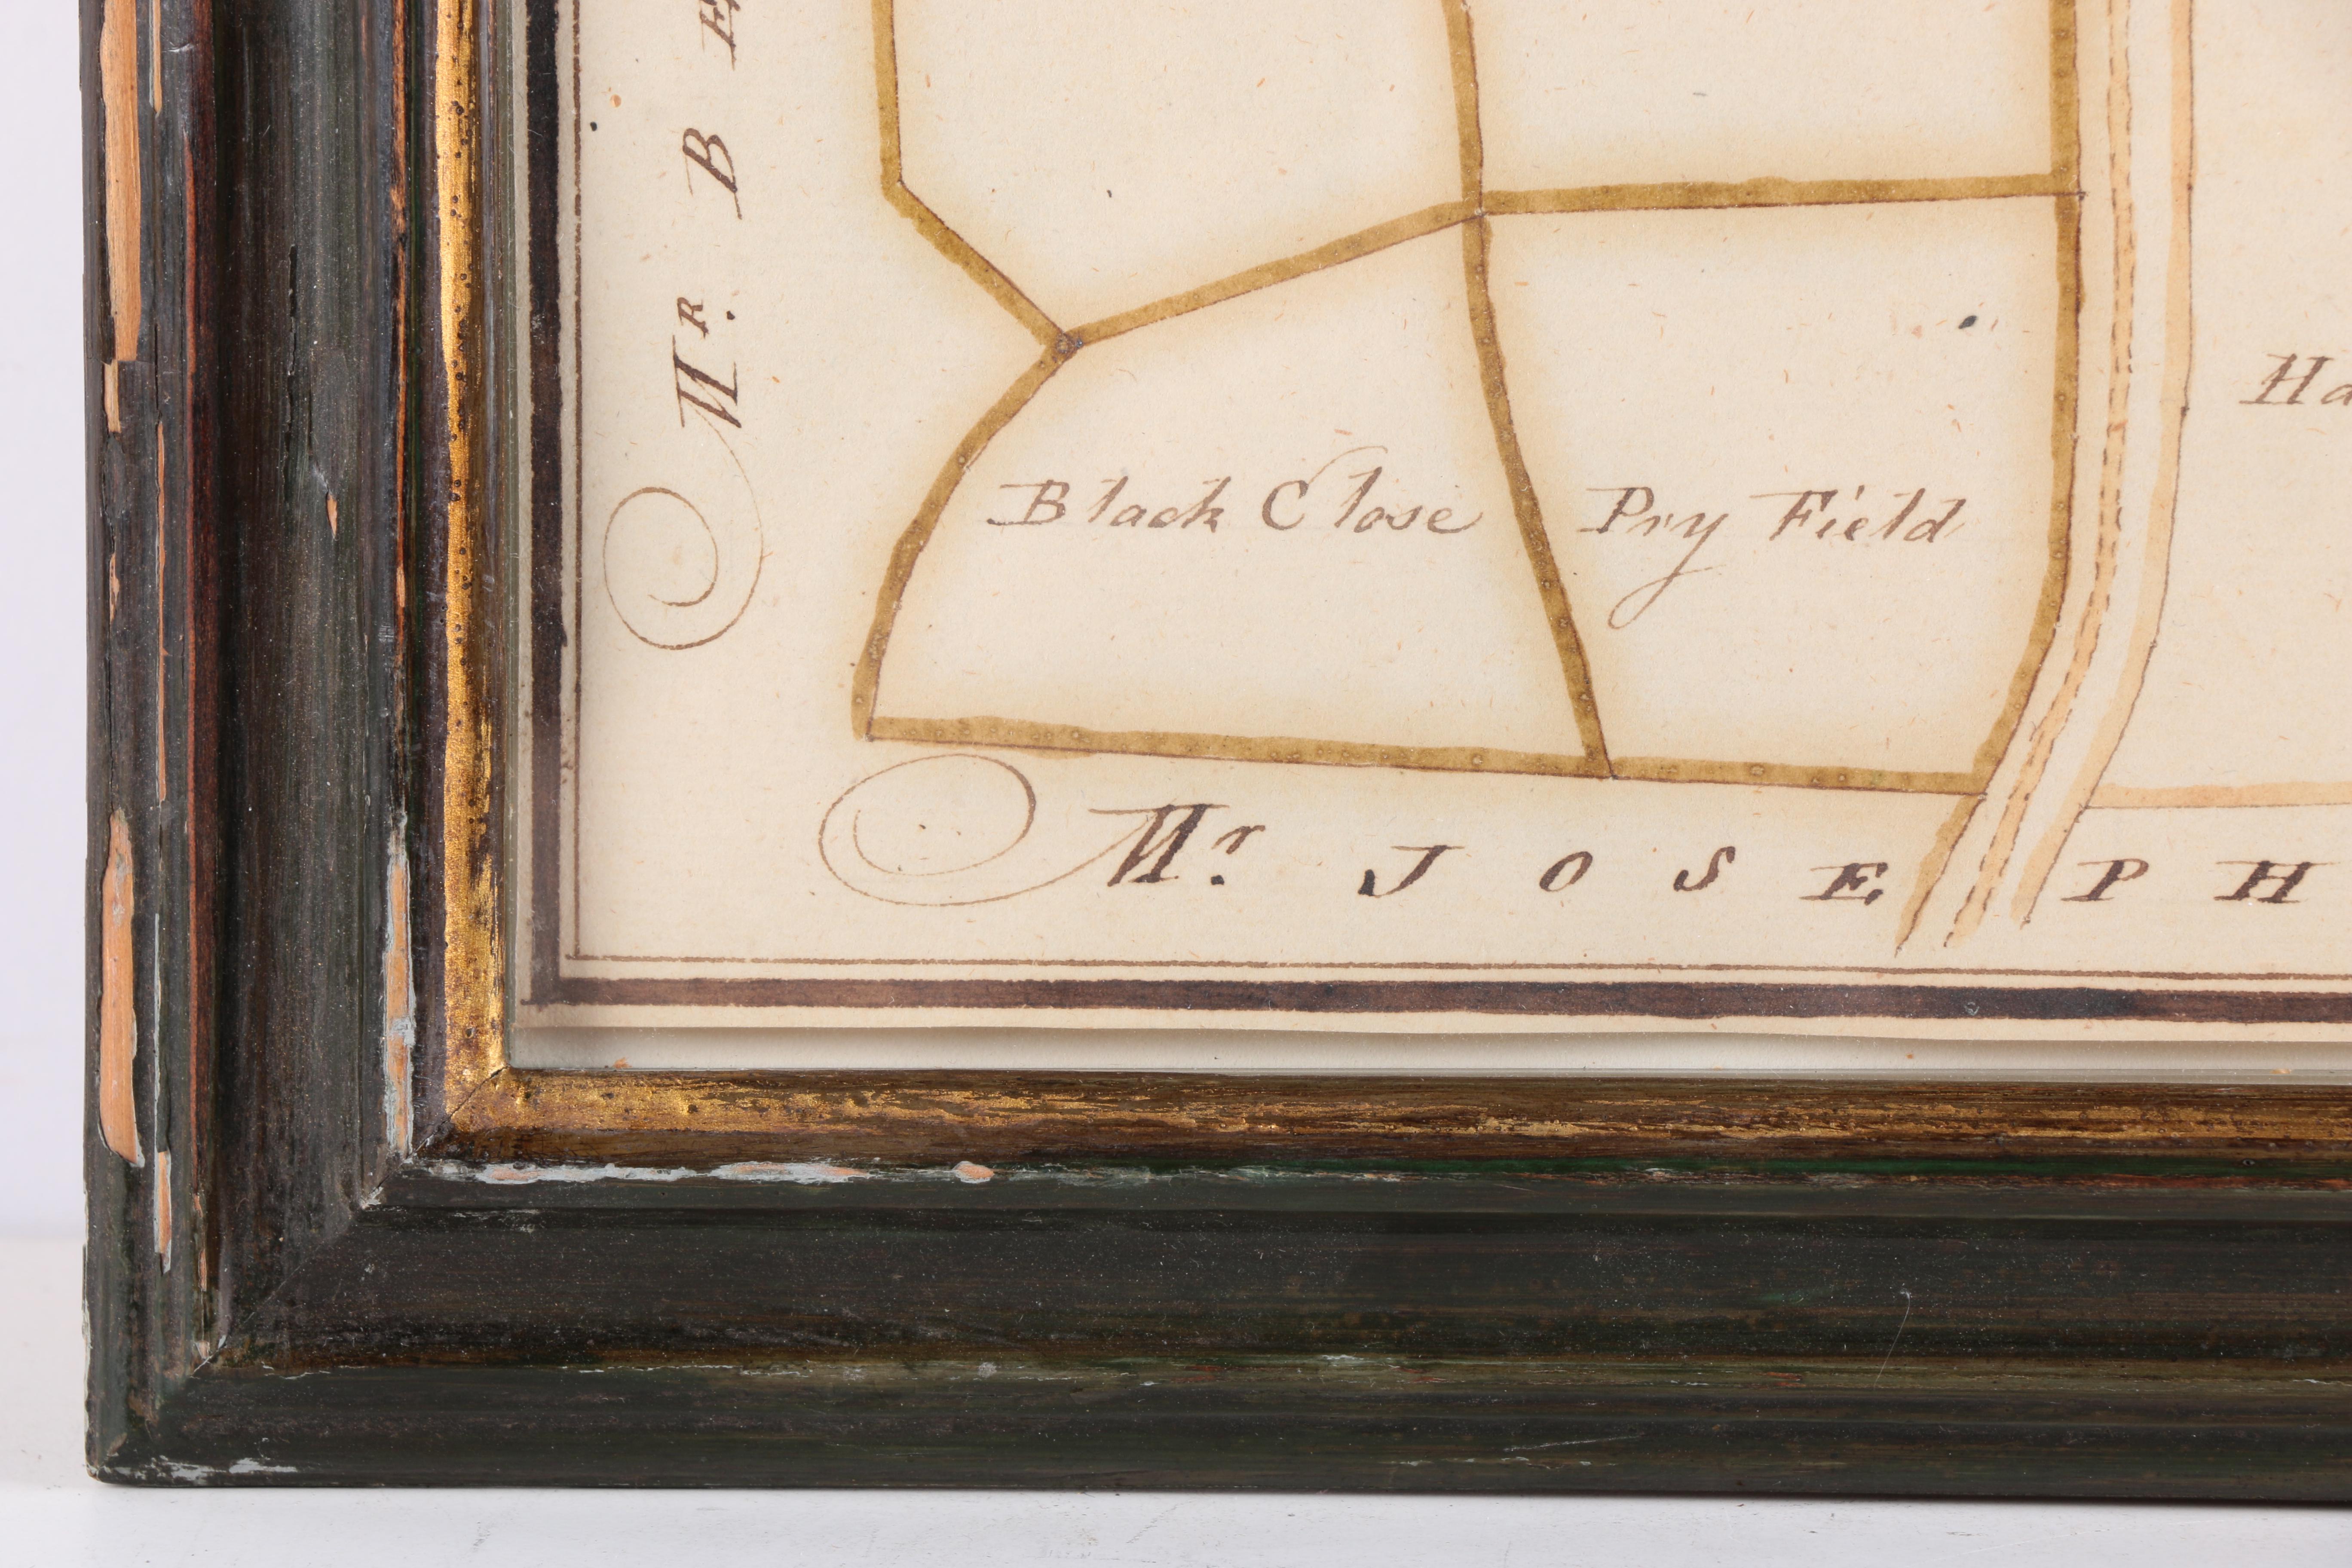 Mr. B E
Black Close
Pry Field
Ha
Mr. JOSEPH